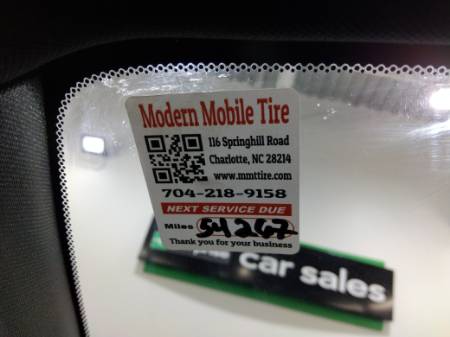 Modern Mobile Tire
116 Springhill Road
Charlotte, NC 28214
www.mmttire.com
704-218-9158
NEXT SERVICE DUE
Miles 54267
Thank you for your business
car sales